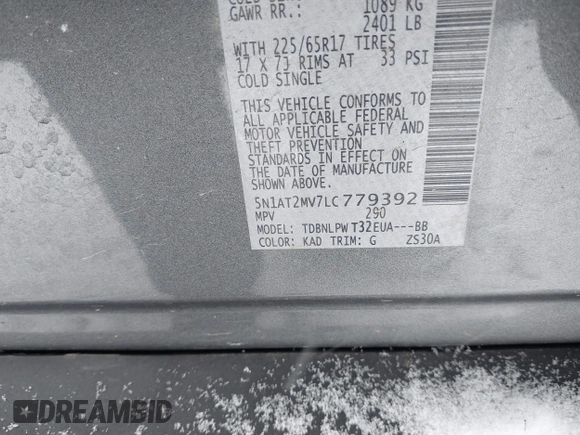 GAWR RR.: 1089 KG
2401 LB
WITH 225/65R17 TIRES
17 X 7J RIMS AT 33 PSI
COLD SINGLE
THIS VEHICLE CONFORMS TO
ALL APPLICABLE FEDERAL
MOTOR VEHICLE SAFETY AND
THEFT PREVENTION
STANDARDS IN EFFECT ON
THE DATE OF MANUFACTURE
SHOWN ABOVE.
5N1AT2MV7LC779392
MPV 290
MODEL: TDBNLPWT32EUA---BB
COLOR: KAD TRIM: G ZS30A
DREAMBID